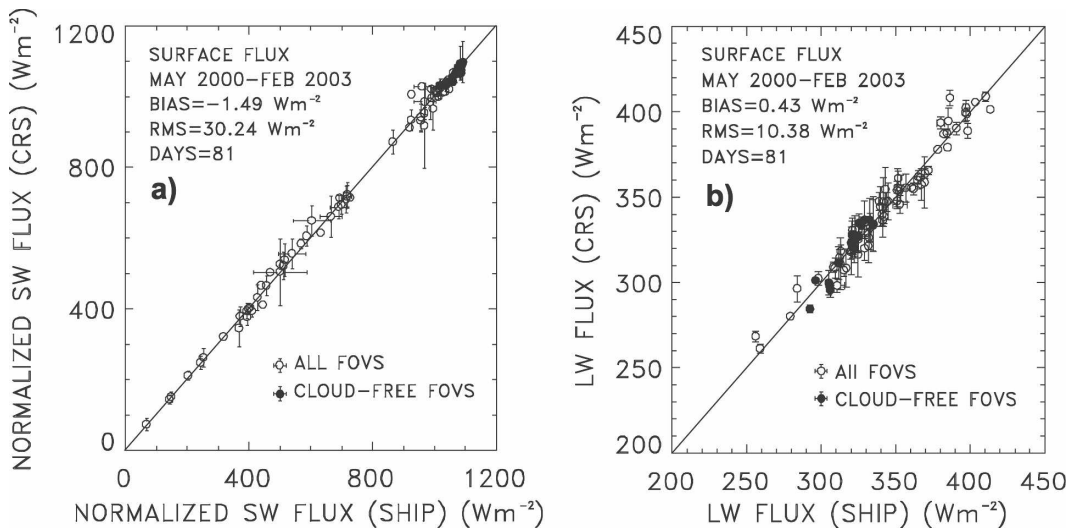 NORMALIZED SW FLUX (CRS) (Wm⁻²)
1200
800
400
0
SURFACE FLUX
MAY 2000–FEB 2003
BIAS=−1.49 Wm⁻²
RMS=30.24 Wm⁻²
DAYS=81
a)
ALL FOVS
CLOUD-FREE FOVS
0 400 800 1200
NORMALIZED SW FLUX (SHIP) (Wm⁻²)
LW FLUX (CRS) (Wm⁻²)
450
400
350
300
250
200
SURFACE FLUX
MAY 2000–FEB 2003
BIAS=0.43 Wm⁻²
RMS=10.38 Wm⁻²
DAYS=81
b)
All FOVS
CLOUD-FREE FOVS
200 250 300 350 400 450
LW FLUX (SHIP) (Wm⁻²)